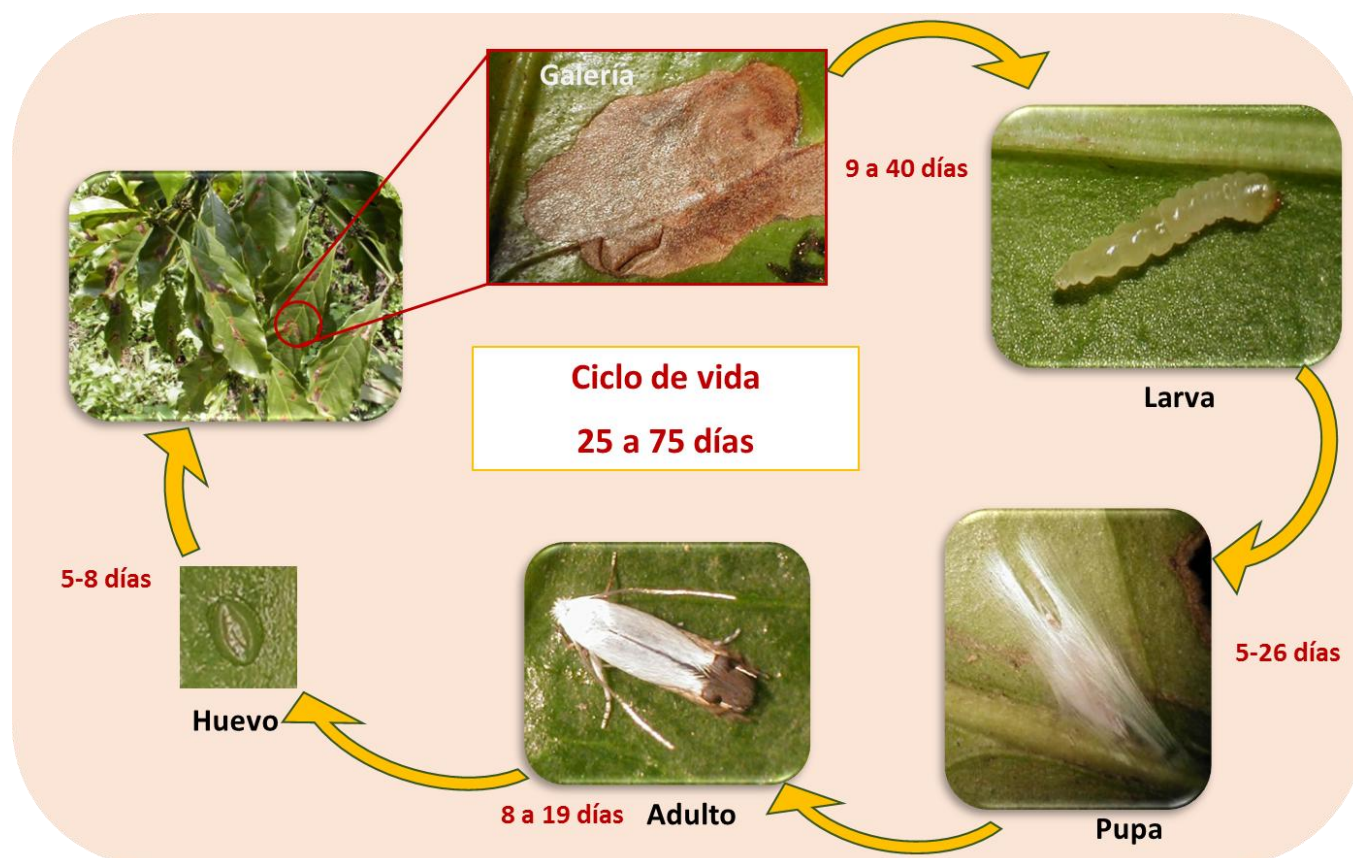 Galería
9 a 40 días
Larva
Ciclo de vida
25 a 75 días
5-26 días
Pupa
8 a 19 días
Adulto
5-8 días
Huevo